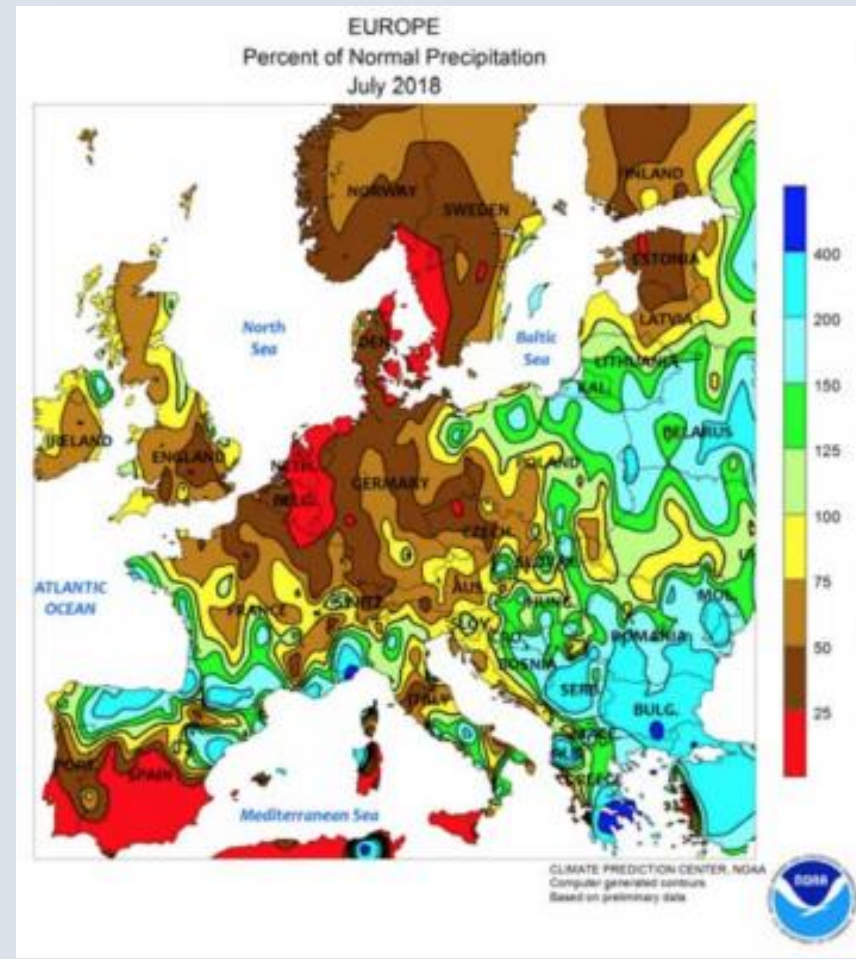 EUROPE
Percent of Normal Precipitation
July 2018
NORWAY
SWEDEN
FINLAND
ESTONIA
LATVIA
LITHUANIA
KAL.
BELARUS
North
Sea
Baltic
Sea
DEN.
IRELAND
ENGLAND
NETH.
BELG.
GERMANY
POLAND
CZECH.
SLOVAK.
ATLANTIC
OCEAN
FRANCE
SWITZ.
AUS.
HUNG.
SLOV.
CRO.
BOSNIA
SERB.
ROMANIA
MOL.
BULG.
ITALY
PORT.
SPAIN
GREECE
Mediterranean Sea
400
200
150
125
100
75
50
25
CLIMATE PREDICTION CENTER, NOAA
Computer generated contours
Based on preliminary data
noaa